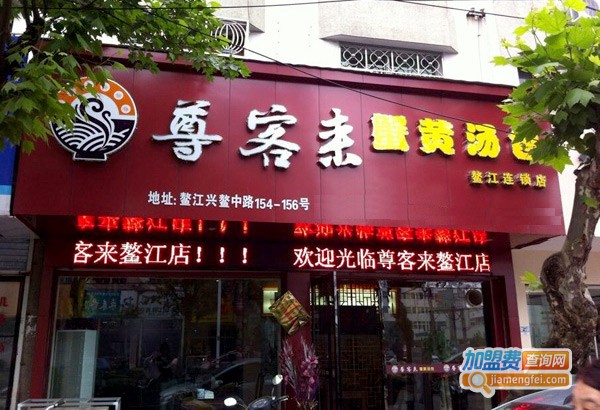 尊客来 蟹黄汤包
鳌江连锁店
地址: 鳌江兴鳌中路154-156号
客来鳌江店！！！ 欢迎光临尊客来鳌江店
加盟费查询网
jiamengfei.com